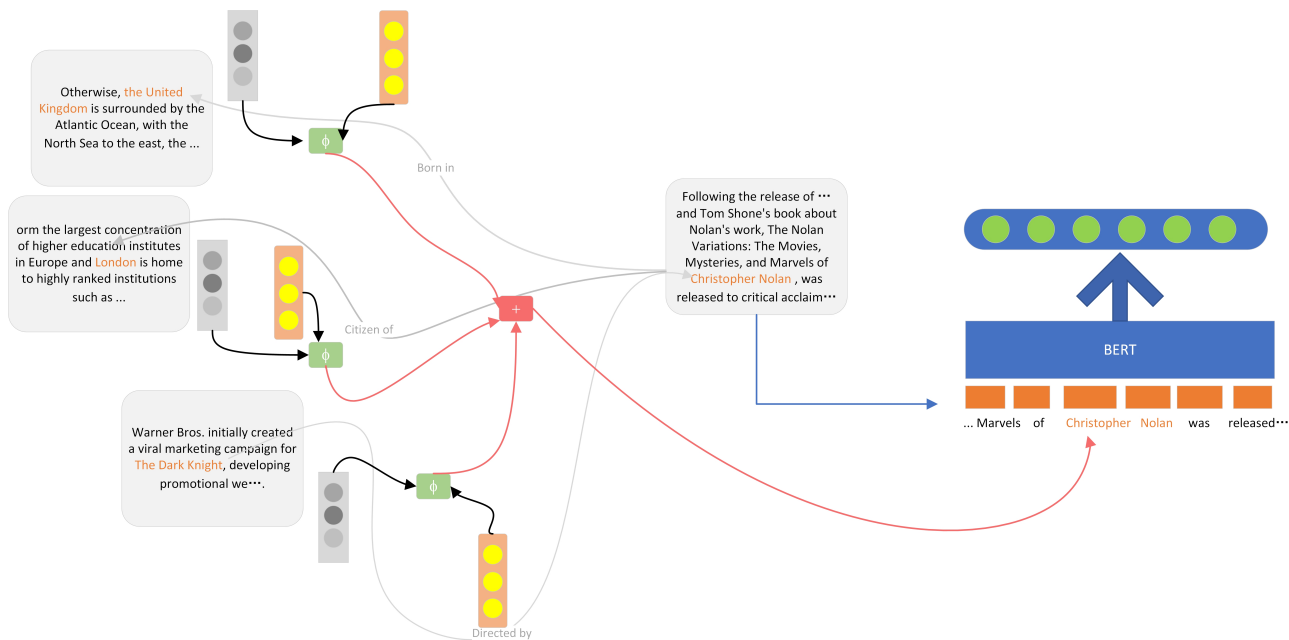 Otherwise, the United
Kingdom is surrounded by the
Atlantic Ocean, with the
North Sea to the east, the ...
ϕ
Born in
orm the largest concentration
of higher education institutes
in Europe and London is home
to highly ranked institutions
such as ...
ϕ
Citizen of
+
Warner Bros. initially created
a viral marketing campaign for
The Dark Knight, developing
promotional we⋯.
ϕ
Directed by
Following the release of ⋯
and Tom Shone's book about
Nolan's work, The Nolan
Variations: The Movies,
Mysteries, and Marvels of
Christopher Nolan , was
released to critical acclaim⋯
BERT
... Marvels of Christopher Nolan was released⋯